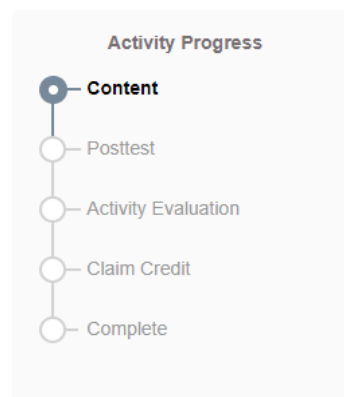 Activity Progress
Content
Posttest
Activity Evaluation
Claim Credit
Complete